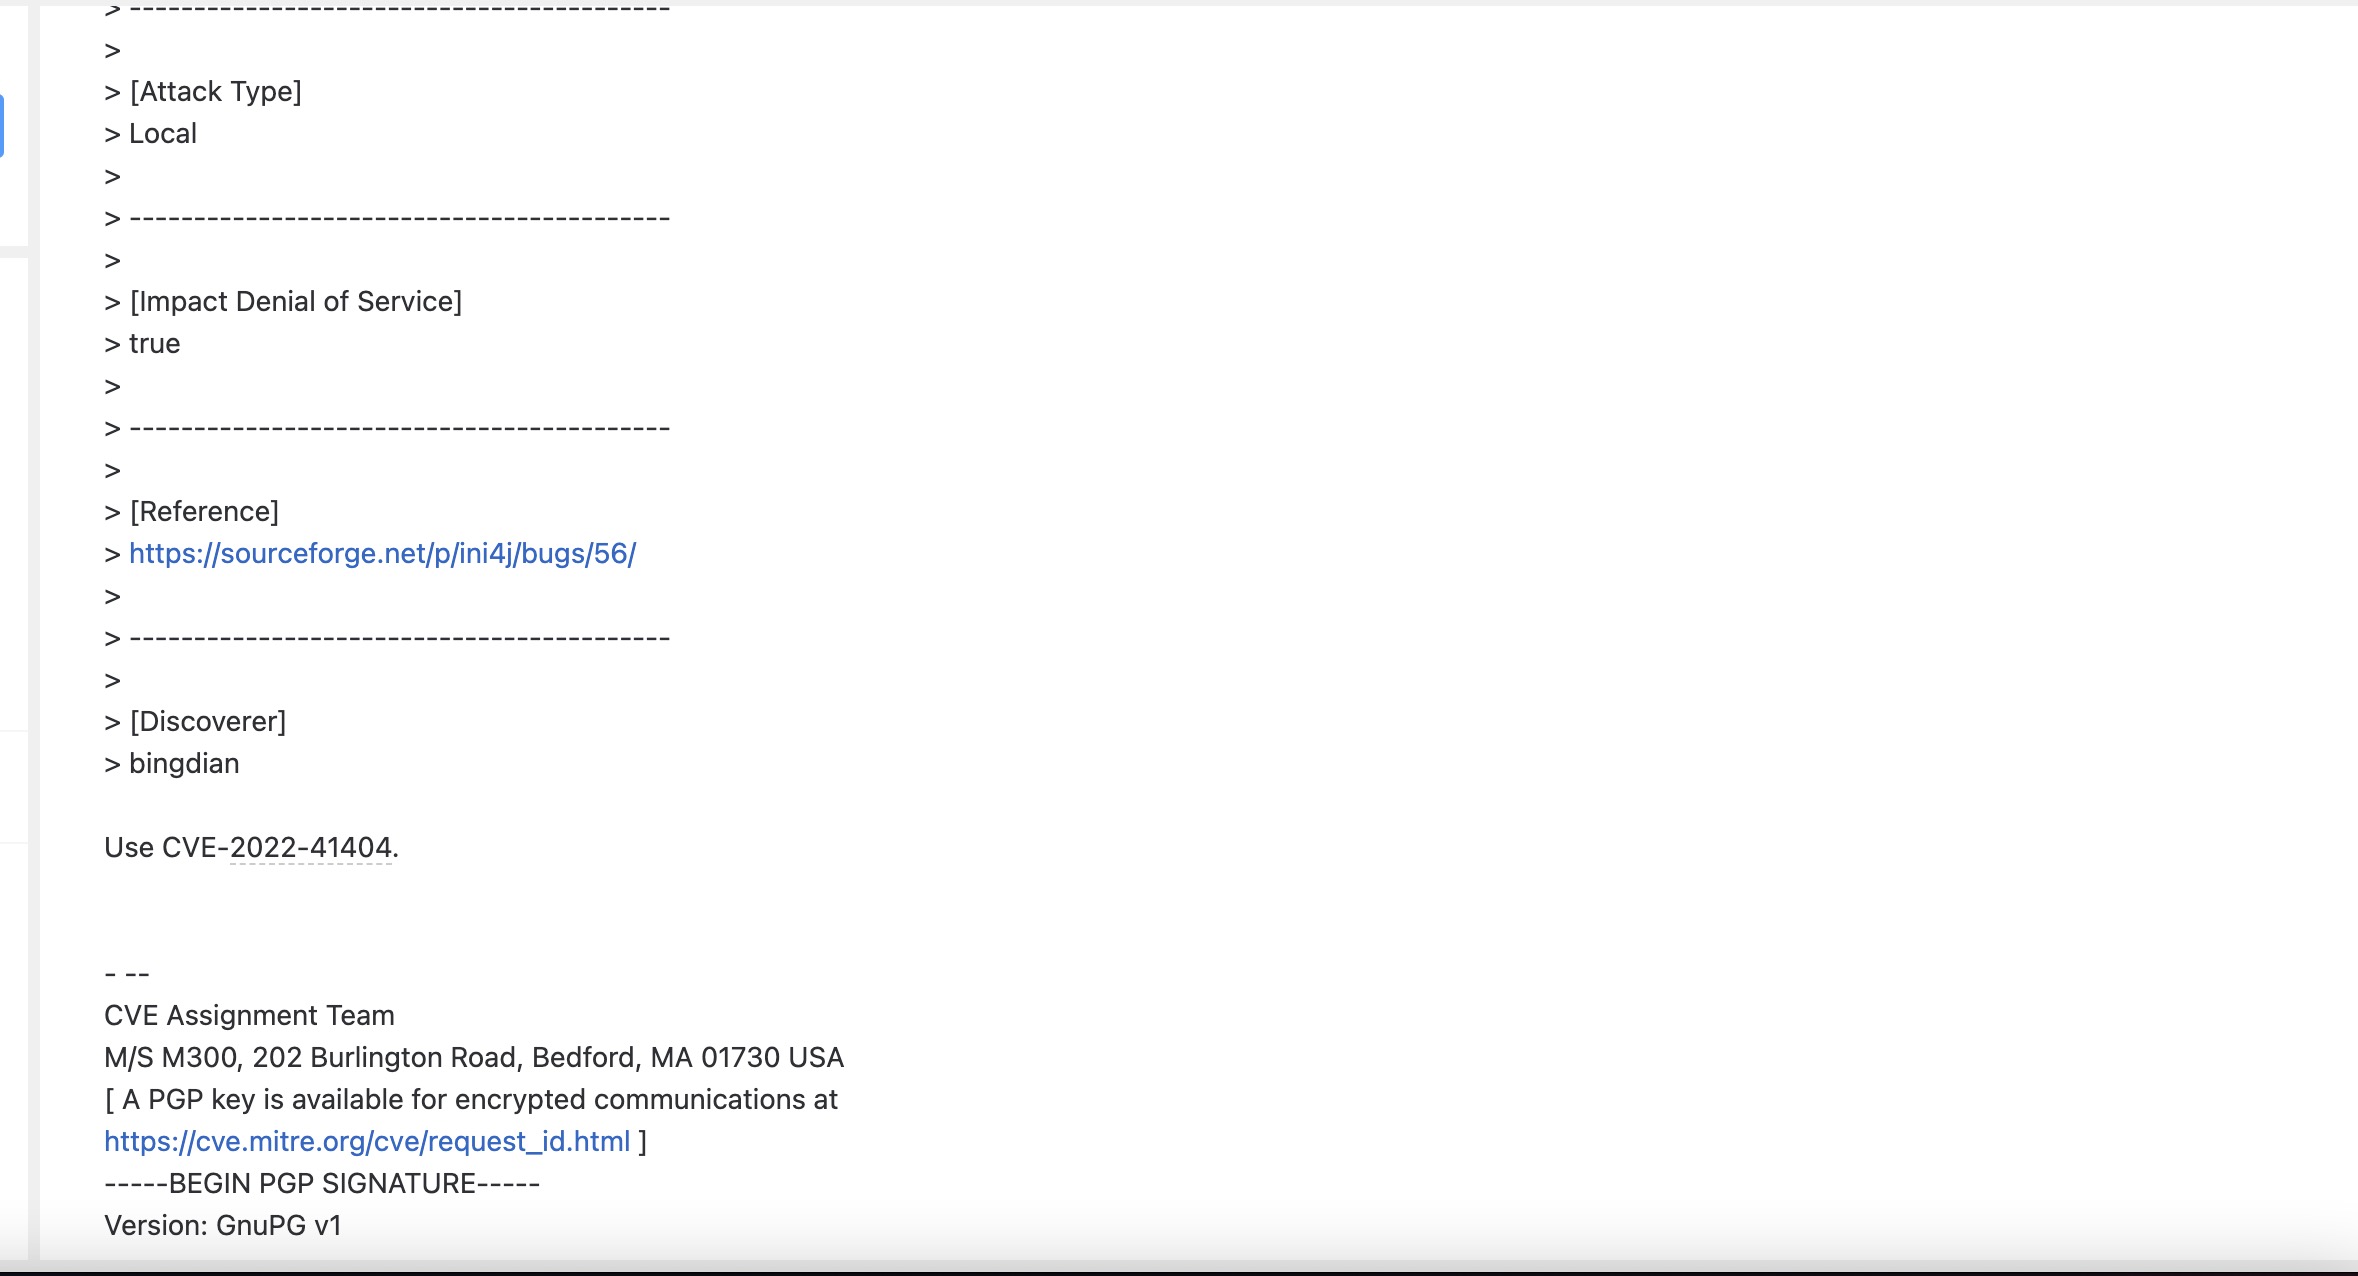 > ------------------------------------------
>
> [Attack Type]
> Local
>
> ------------------------------------------
>
> [Impact Denial of Service]
> true
>
> ------------------------------------------
>
> [Reference]
> https://sourceforge.net/p/ini4j/bugs/56/
>
> ------------------------------------------
>
> [Discoverer]
> bingdian
Use CVE-2022-41404.
- --
CVE Assignment Team
M/S M300, 202 Burlington Road, Bedford, MA 01730 USA
[ A PGP key is available for encrypted communications at
https://cve.mitre.org/cve/request_id.html ]
-----BEGIN PGP SIGNATURE-----
Version: GnuPG v1